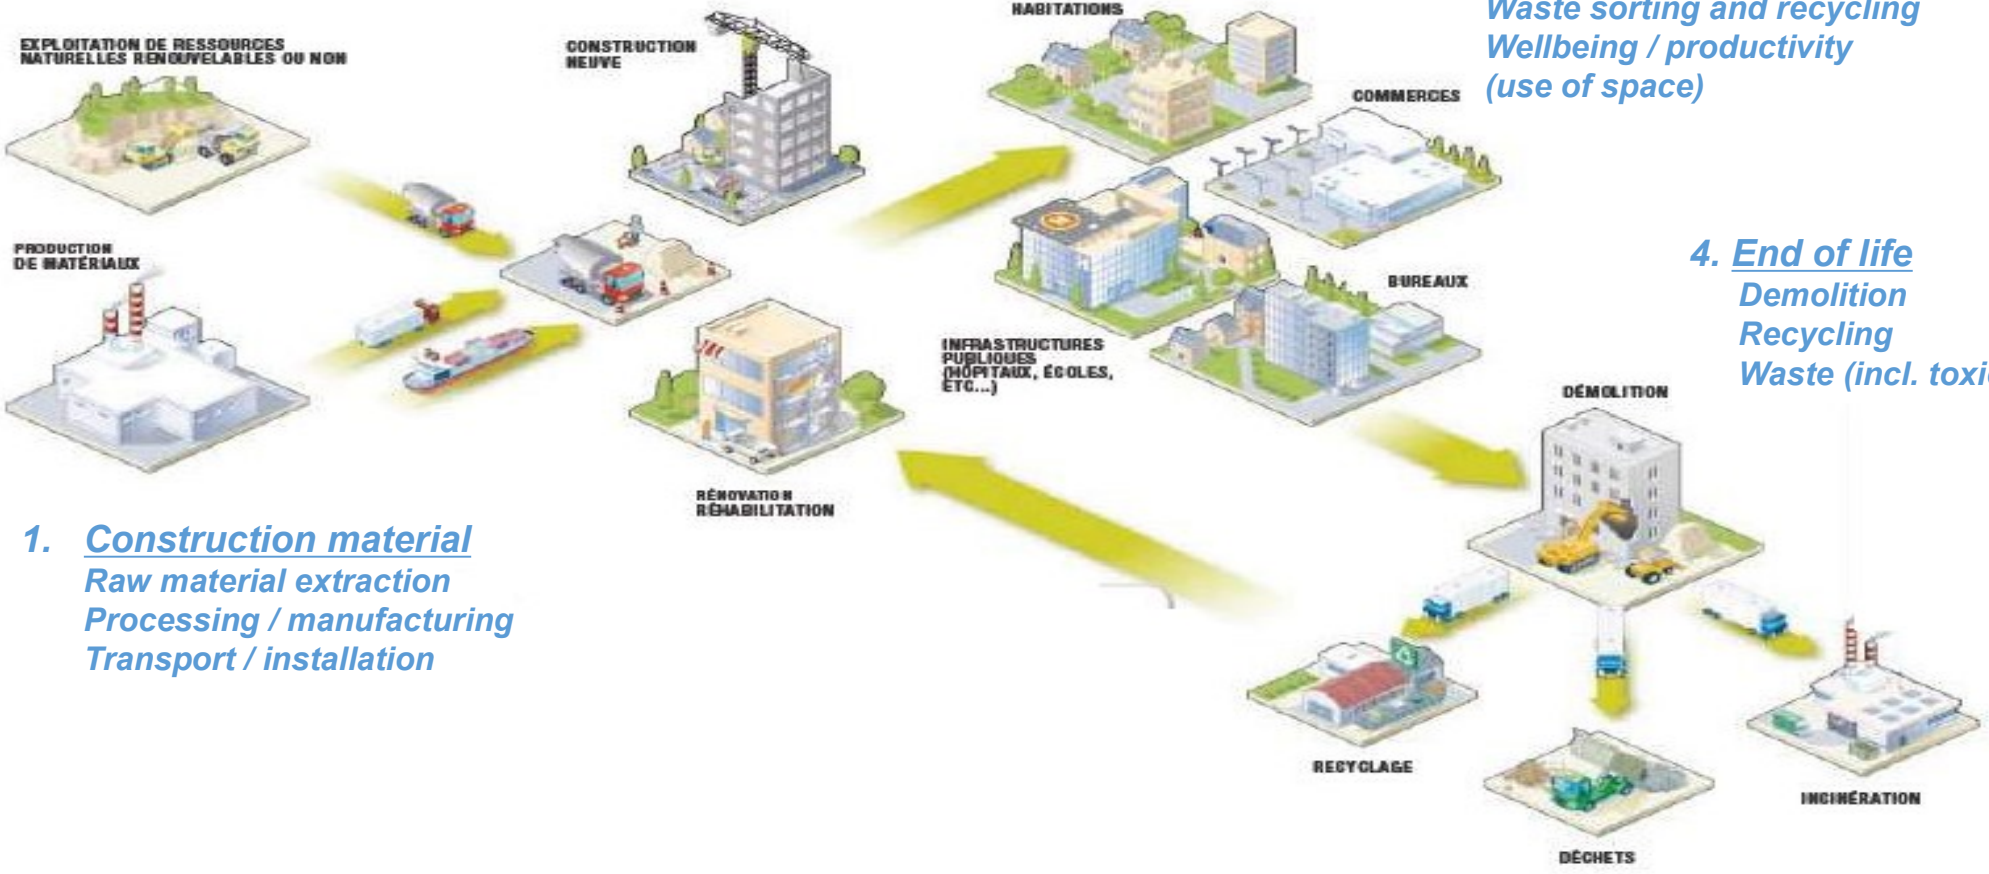 Waste sorting and recycling
Wellbeing / productivity
(use of space)
HABITATIONS
EXPLOITATION DE RESSOURCES
NATURELLES RENOUVELABLES OU NON
CONSTRUCTION
NEUVE
COMMERCES
PRODUCTION
DE MATÉRIAUX
4. End of life
Demolition
Recycling
Waste (incl.
BUREAUX
INFRASTRUCTURES
PUBLIQUES
(HÔPITAUX, ÉCOLES,
ETC...)
DÉMOLITION
RÉNOVATION
RÉHABILITATION
1. Construction material
Raw material extraction
Processing / manufacturing
Transport / installation
RECYCLAGE
INCINÉRATION
DÉCHETS